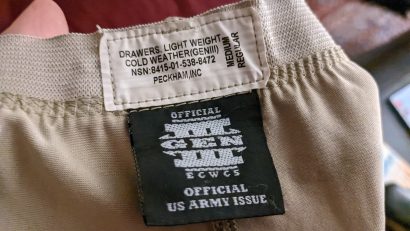 DRAWERS, LIGHT WEIGHT
COLD WEATHER(GENIII)
NSN:8415-01-538-8472
PECKHAM,INC
MEDIUM
REGULAR
OFFICIAL
III
GEN
III
ECWCS
OFFICIAL
US ARMY ISSUE